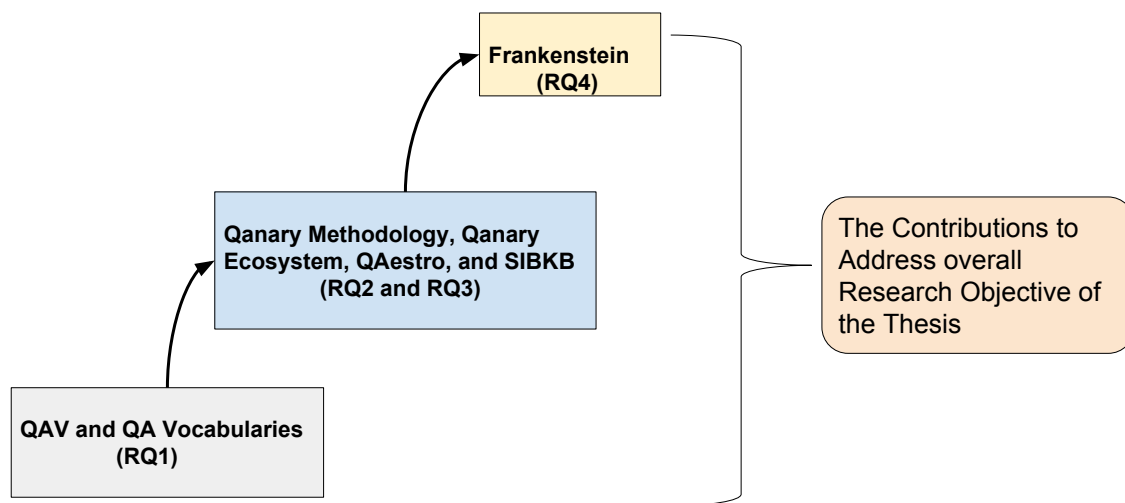 Frankenstein
(RQ4)
Qanary Methodology, Qanary
Ecosystem, QAestro, and SIBKB
(RQ2 and RQ3)
The Contributions to
Address overall
Research Objective of
the Thesis
QAV and QA Vocabularies
(RQ1)